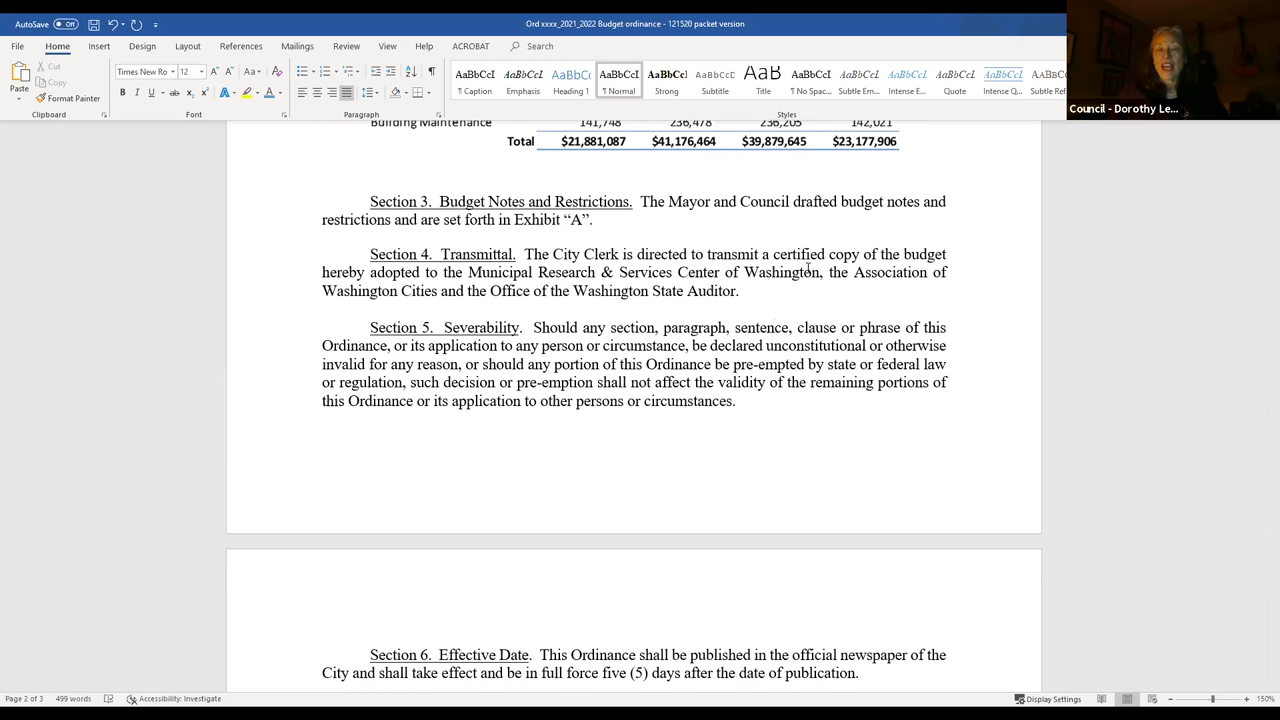 AutoSave Off Ord xxxx_2021_2022 Budget ordinance - 121520 packet version
File Home Insert Design Layout References Mailings Review View Help ACROBAT Search
Paste Cut Copy Format Painter
Times New Ro 12
AaBbCcI AaBbCcI AaBbCc AaBbCcI AaBbCcI AaBbCcD AaB AaBbCcI AaBbCcI AaBbCcI AaBbCcI AaBbCcI
¶ Caption Emphasis Heading 1 ¶ Normal Strong Subtitle Title ¶ No Spac... Subtle Em... Intense E... Quote Intense Q... Subtle Ref
Clipboard Font Paragraph Styles
Council - Dorothy Le...
Building Maintenance 141,748 236,478 236,205 142,021
Total $21,881,087 $41,176,464 $39,879,645 $23,177,906
Section 3. Budget Notes and Restrictions. The Mayor and Council drafted budget notes and
restrictions and are set forth in Exhibit “A”.
Section 4. Transmittal. The City Clerk is directed to transmit a certified copy of the budget
hereby adopted to the Municipal Research & Services Center of Washington, the Association of
Washington Cities and the Office of the Washington State Auditor.
Section 5. Severability. Should any section, paragraph, sentence, clause or phrase of this
Ordinance, or its application to any person or circumstance, be declared unconstitutional or otherwise
invalid for any reason, or should any portion of this Ordinance be pre-empted by state or federal law
or regulation, such decision or pre-emption shall not affect the validity of the remaining portions of
this Ordinance or its application to other persons or circumstances.
Section 6. Effective Date. This Ordinance shall be published in the official newspaper of the
City and shall take effect and be in full force five (5) days after the date of publication.
Page 2 of 3 499 words Accessibility: Investigate Display Settings 150%